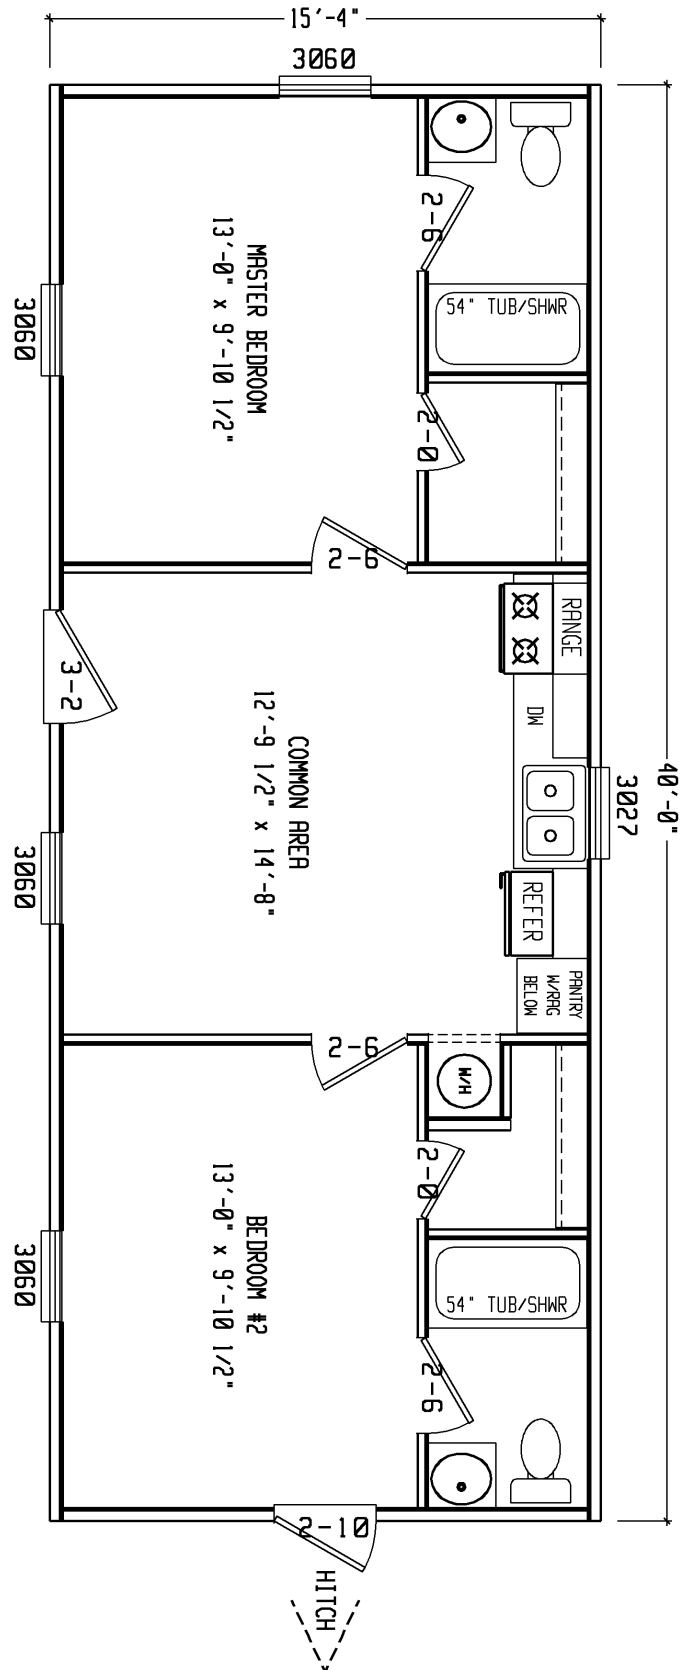 15'-4"
3060
2-6
54" TUB/SHWR
3060
MASTER BEDROOM
13'-0" x 9'-10 1/2"
2-0
2-6
RANGE
3-2
DW
COMMON AREA
12'-9 1/2" x 14'-8"
3027
40'-0"
3060
REFER
PANTRY
W/RAG
BELOW
2-6
W/H
2-0
BEDROOM #2
13'-0" x 9'-10 1/2"
3060
54" TUB/SHWR
2-6
2-10
HITCH